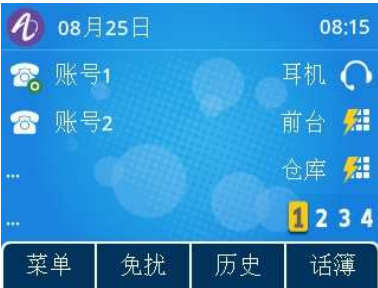 08月25日 08:15
账号1 耳机
账号2 前台
... 仓库
... 1 2 3 4
菜单 免扰 历史 话簿